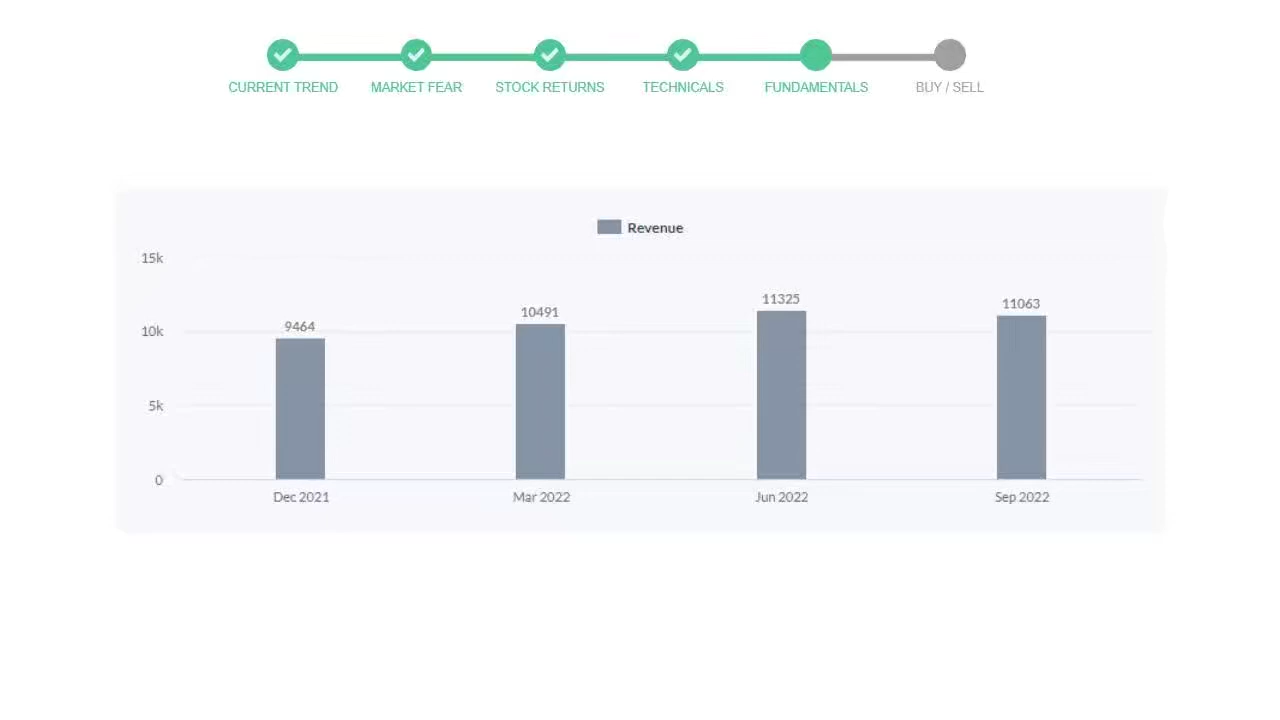 CURRENT TREND MARKET FEAR STOCK RETURNS TECHNICALS FUNDAMENTALS BUY / SELL
Revenue
15k
11325
11063
10491
9464
10k
5k
0
Dec 2021 Mar 2022 Jun 2022 Sep 2022